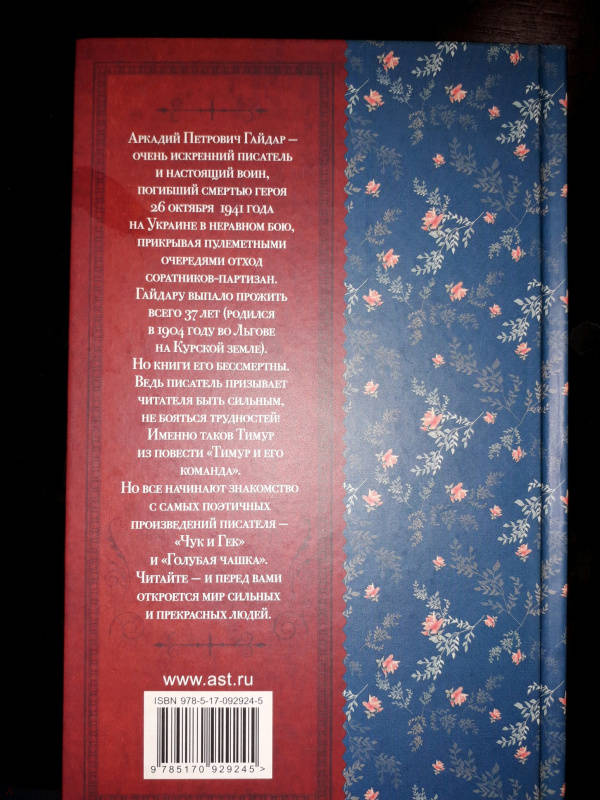 Аркадий Петрович Гайдар —
очень искренний писатель
и настоящий воин,
погибший смертью героя
26 октября 1941 года
на Украине в неравном бою,
прикрывая пулеметными
очередями отход
соратников-партизан.
Гайдару выпало прожить
всего 37 лет (родился
в 1904 году во Льгове
на Курской земле).
Но книги его бессмертны.
Ведь писатель призывает
читателя быть сильным,
не бояться трудностей!
Именно таков Тимур
из повести «Тимур и его
команда».
Но все начинают знакомство
с самых поэтичных
произведений писателя —
«Чук и Гек»
и «Голубая чашка».
Читайте — и перед вами
откроется мир сильных
и прекрасных людей.
www.ast.ru
ISBN 978-5-17-092924-5
9 785170 929245 >